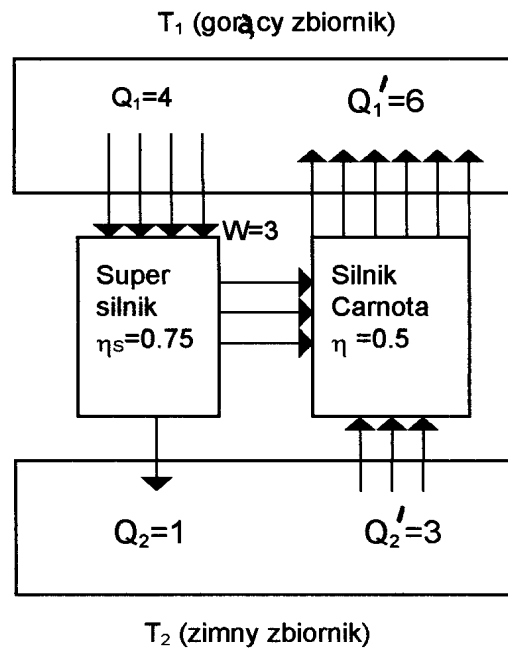 T₁ (gorący zbiornik)
Q₁=4
Q₁′=6
W=3
Super
silnik
ηs=0.75
Silnik
Carnota
η =0.5
Q₂=1
Q₂′=3
T₂ (zimny zbiornik)